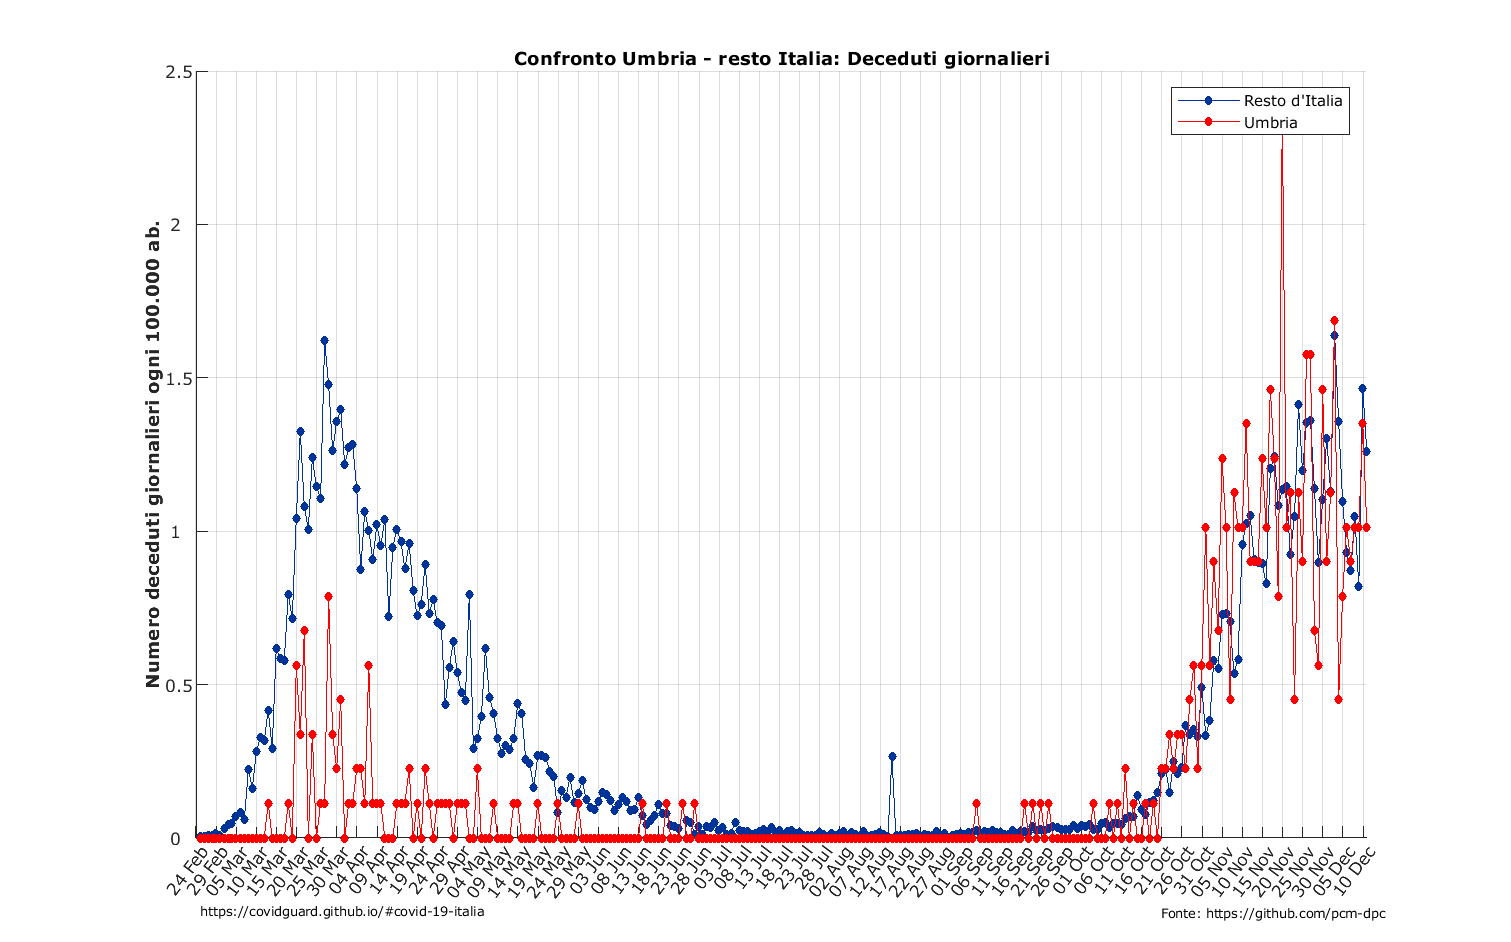 Confronto Umbria - resto Italia: Deceduti giornalieri
Resto d'Italia
Umbria
Numero deceduti giornalieri ogni 100.000 ab.
2.5
2
1.5
1
0.5
0
24 Feb
29 Feb
05 Mar
10 Mar
15 Mar
20 Mar
25 Mar
30 Mar
04 Apr
09 Apr
14 Apr
19 Apr
24 Apr
29 Apr
04 May
09 May
14 May
19 May
24 May
29 May
03 Jun
08 Jun
13 Jun
18 Jun
23 Jun
28 Jun
03 Jul
08 Jul
13 Jul
18 Jul
23 Jul
28 Jul
02 Aug
07 Aug
12 Aug
17 Aug
22 Aug
27 Aug
01 Sep
06 Sep
11 Sep
16 Sep
21 Sep
26 Sep
01 Oct
06 Oct
11 Oct
16 Oct
21 Oct
26 Oct
31 Oct
05 Nov
10 Nov
15 Nov
20 Nov
25 Nov
30 Nov
05 Dec
10 Dec
https://covidguard.github.io/#covid-19-italia
Fonte: https://github.com/pcm-dpc